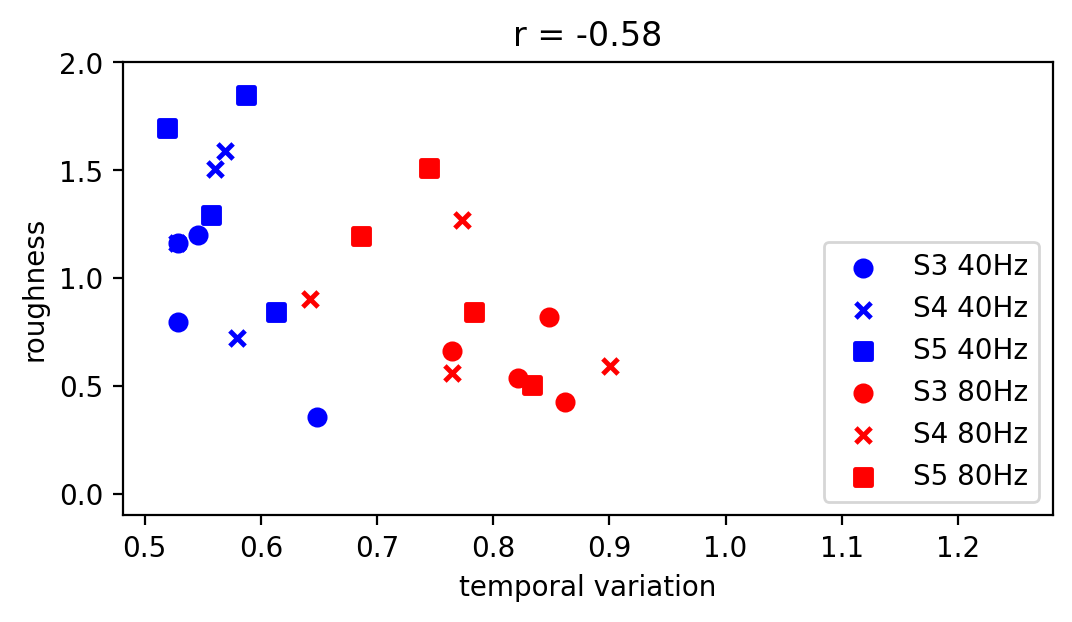 r = -0.58
2.0
1.5
1.0
0.5
0.0
roughness
S3 40Hz
S4 40Hz
S5 40Hz
S3 80Hz
S4 80Hz
S5 80Hz
0.5 0.6 0.7 0.8 0.9 1.0 1.1 1.2
temporal variation